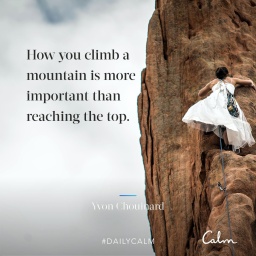 How you climb a
mountain is more
important than
reaching the top.
Yvon Chouinard
#DAILYCALM
Calm